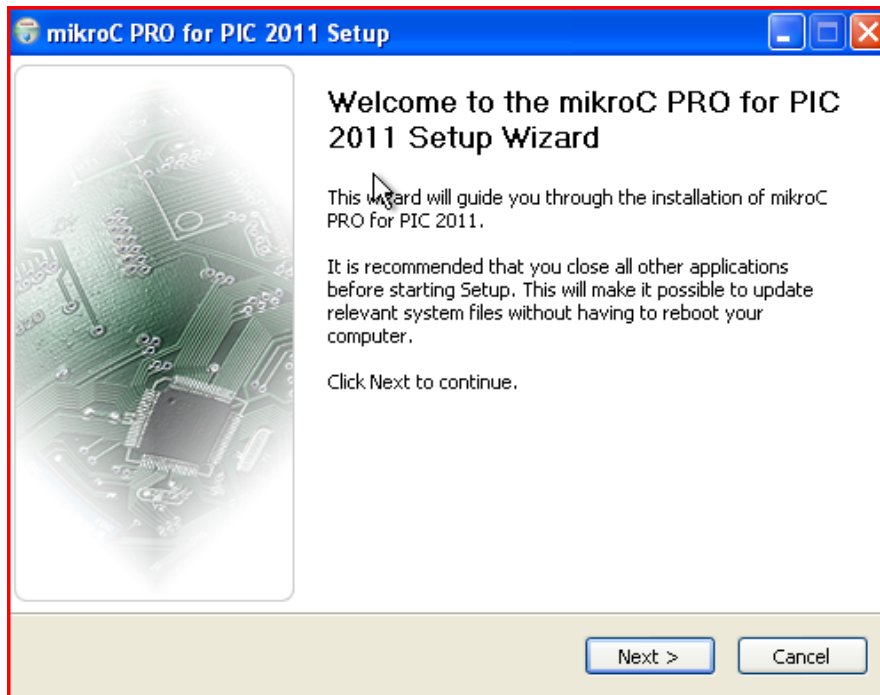 mikroC PRO for PIC 2011 Setup
Welcome to the mikroC PRO for PIC
2011 Setup Wizard
This wizard will guide you through the installation of mikroC
PRO for PIC 2011.
It is recommended that you close all other applications
before starting Setup. This will make it possible to update
relevant system files without having to reboot your
computer.
Click Next to continue.
Next >
Cancel